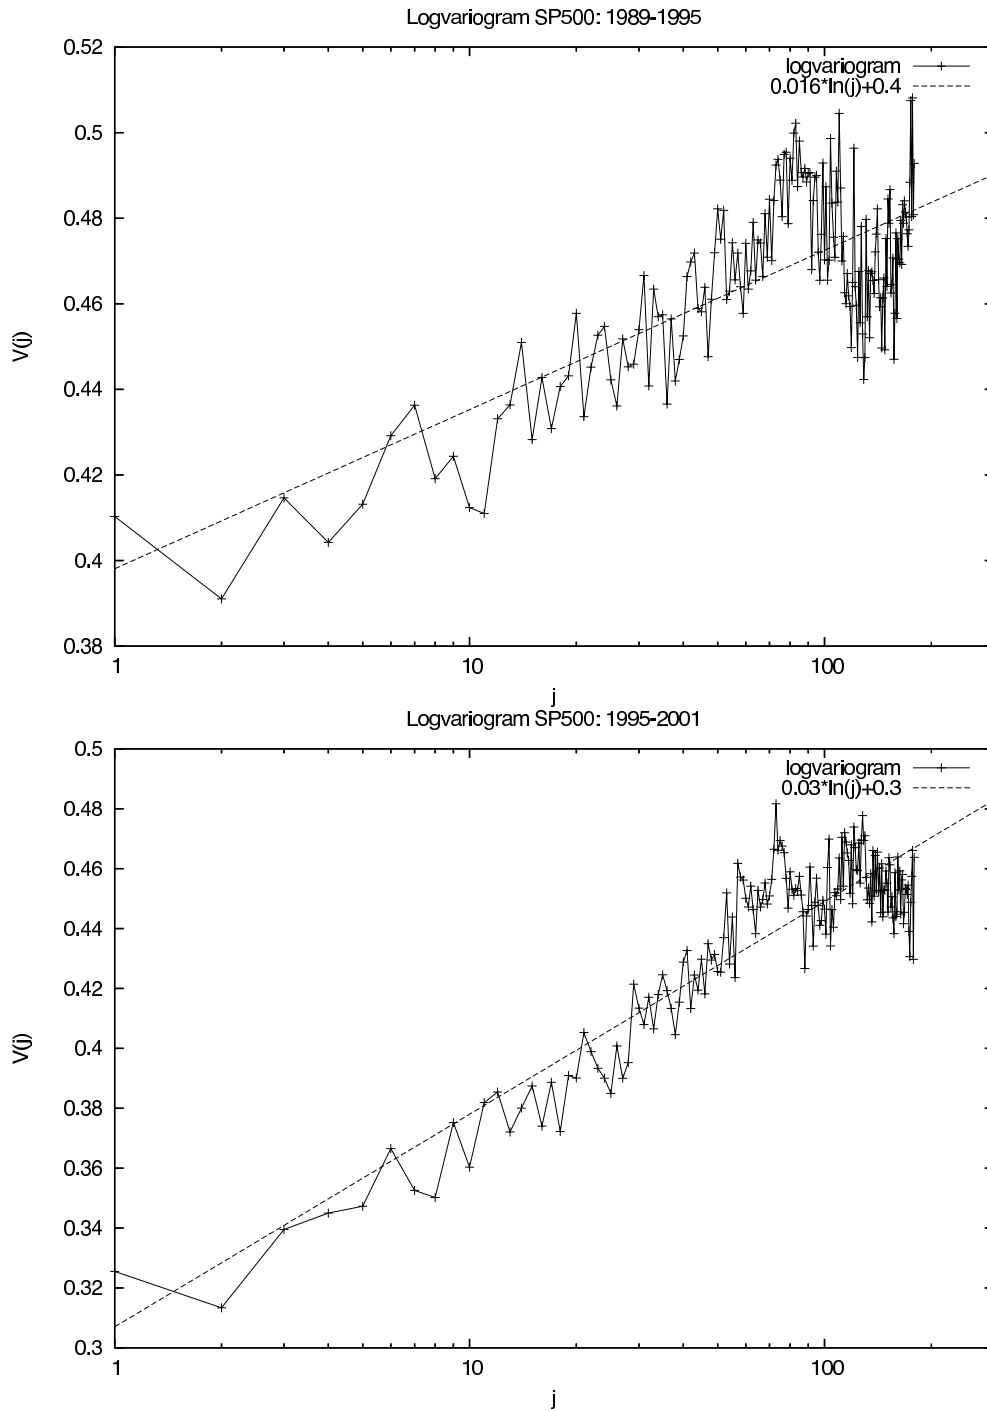 Logvariogram SP500: 1989-1995
0.52
logvariogram
0.016*ln(j)+0.4
0.5
0.48
0.46
V(j)
0.44
0.42
0.4
0.38
1 10 100
j
Logvariogram SP500: 1995-2001
0.5
logvariogram
0.03*ln(j)+0.3
0.48
0.46
0.44
0.42
0.4
V(j)
0.38
0.36
0.34
0.32
0.3
1 10 100
j